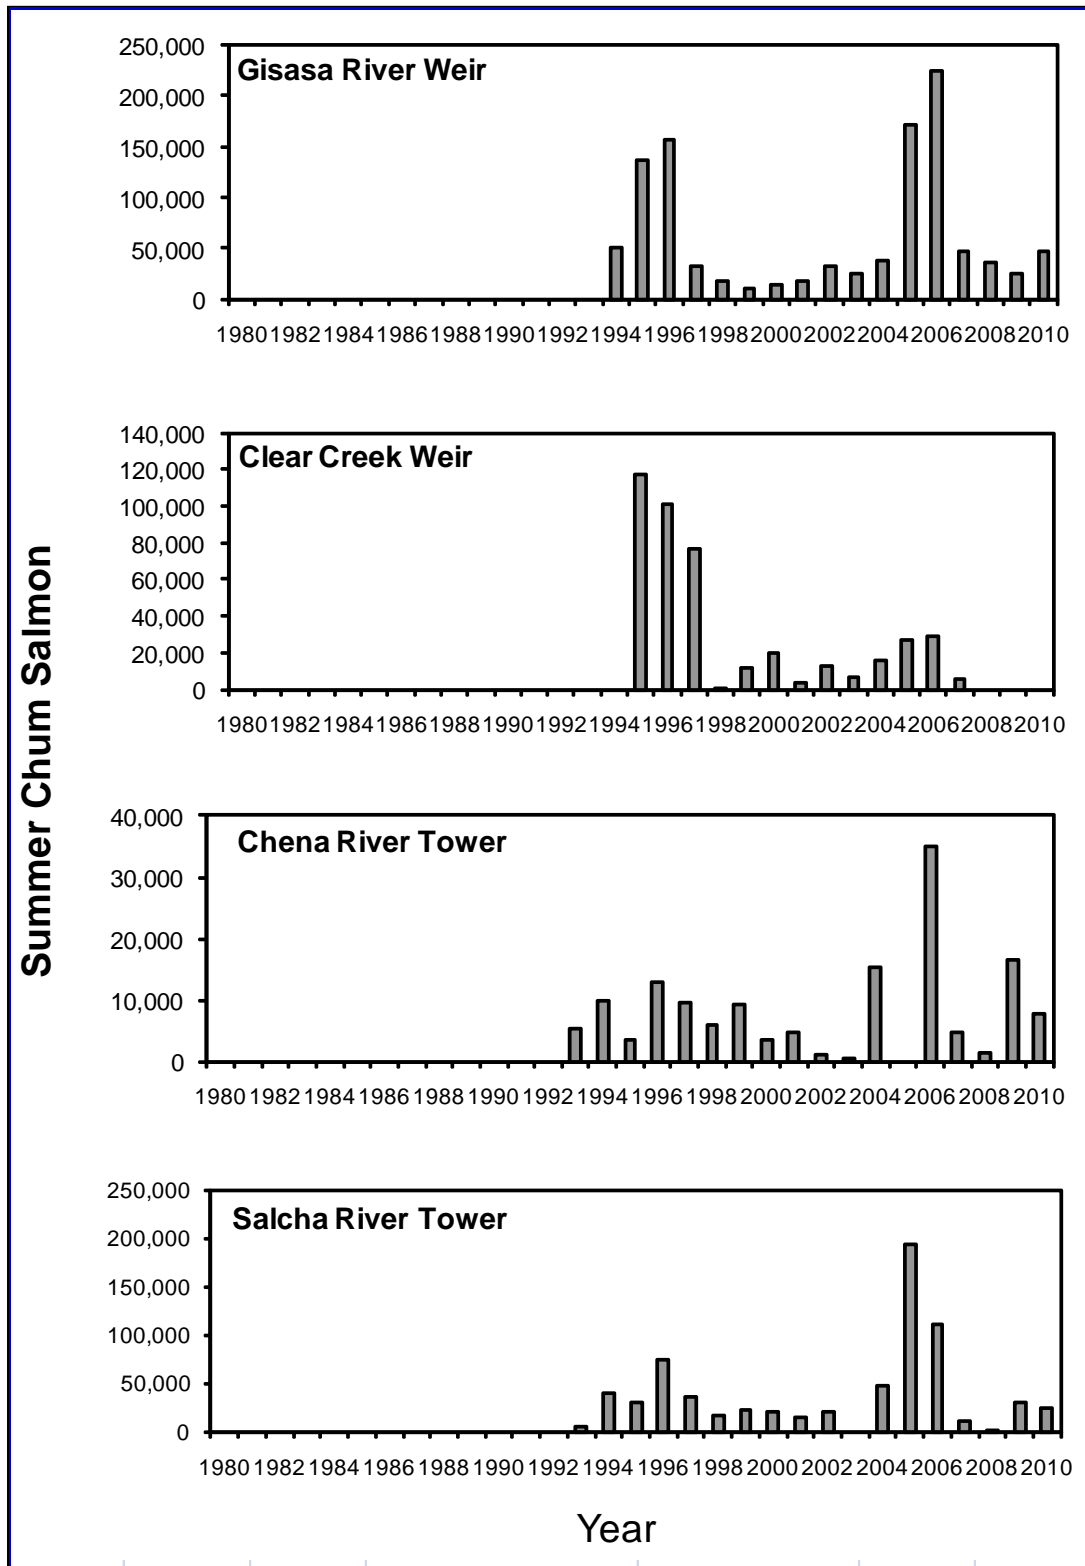 Summer Chum Salmon
Gisasa River Weir
250,000
200,000
150,000
100,000
50,000
0
1980 1982 1984 1986 1988 1990 1992 1994 1996 1998 2000 2002 2004 2006 2008 2010
Clear Creek Weir
140,000
120,000
100,000
80,000
60,000
40,000
20,000
0
1980 1982 1984 1986 1988 1990 1992 1994 1996 1998 2000 2002 2004 2006 2008 2010
Chena River Tower
40,000
30,000
20,000
10,000
0
1980 1982 1984 1986 1988 1990 1992 1994 1996 1998 2000 2002 2004 2006 2008 2010
Salcha River Tower
250,000
200,000
150,000
100,000
50,000
0
1980 1982 1984 1986 1988 1990 1992 1994 1996 1998 2000 2002 2004 2006 2008 2010
Year